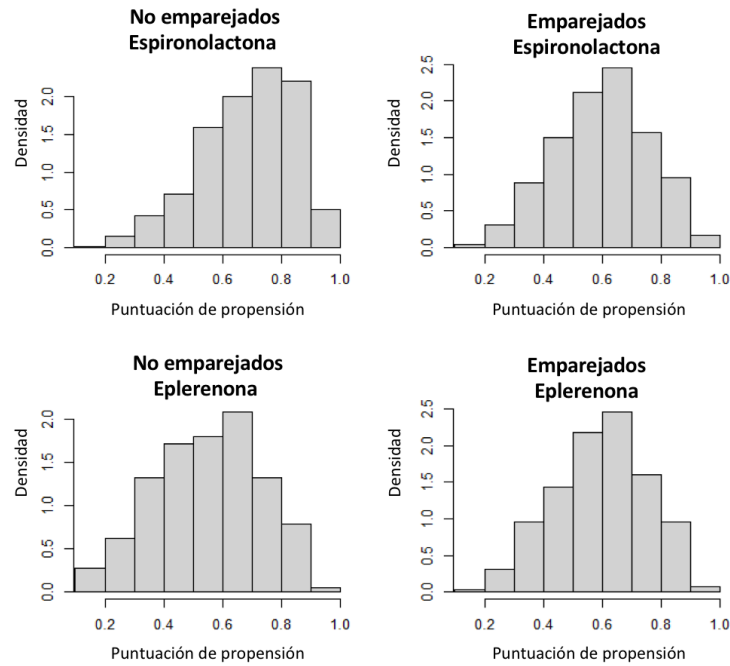 No emparejados
Espironolactona
Densidad
0.0 0.5 1.0 1.5 2.0
0.2 0.4 0.6 0.8 1.0
Puntuación de propensión
Emparejados
Espironolactona
Densidad
0.0 0.5 1.0 1.5 2.0 2.5
0.2 0.4 0.6 0.8 1.0
Puntuación de propensión
No emparejados
Eplerenona
Densidad
0.0 0.5 1.0 1.5 2.0
0.2 0.4 0.6 0.8 1.0
Puntuación de propensión
Emparejados
Eplerenona
Densidad
0.0 0.5 1.0 1.5 2.0 2.5
0.2 0.4 0.6 0.8 1.0
Puntuación de propensión